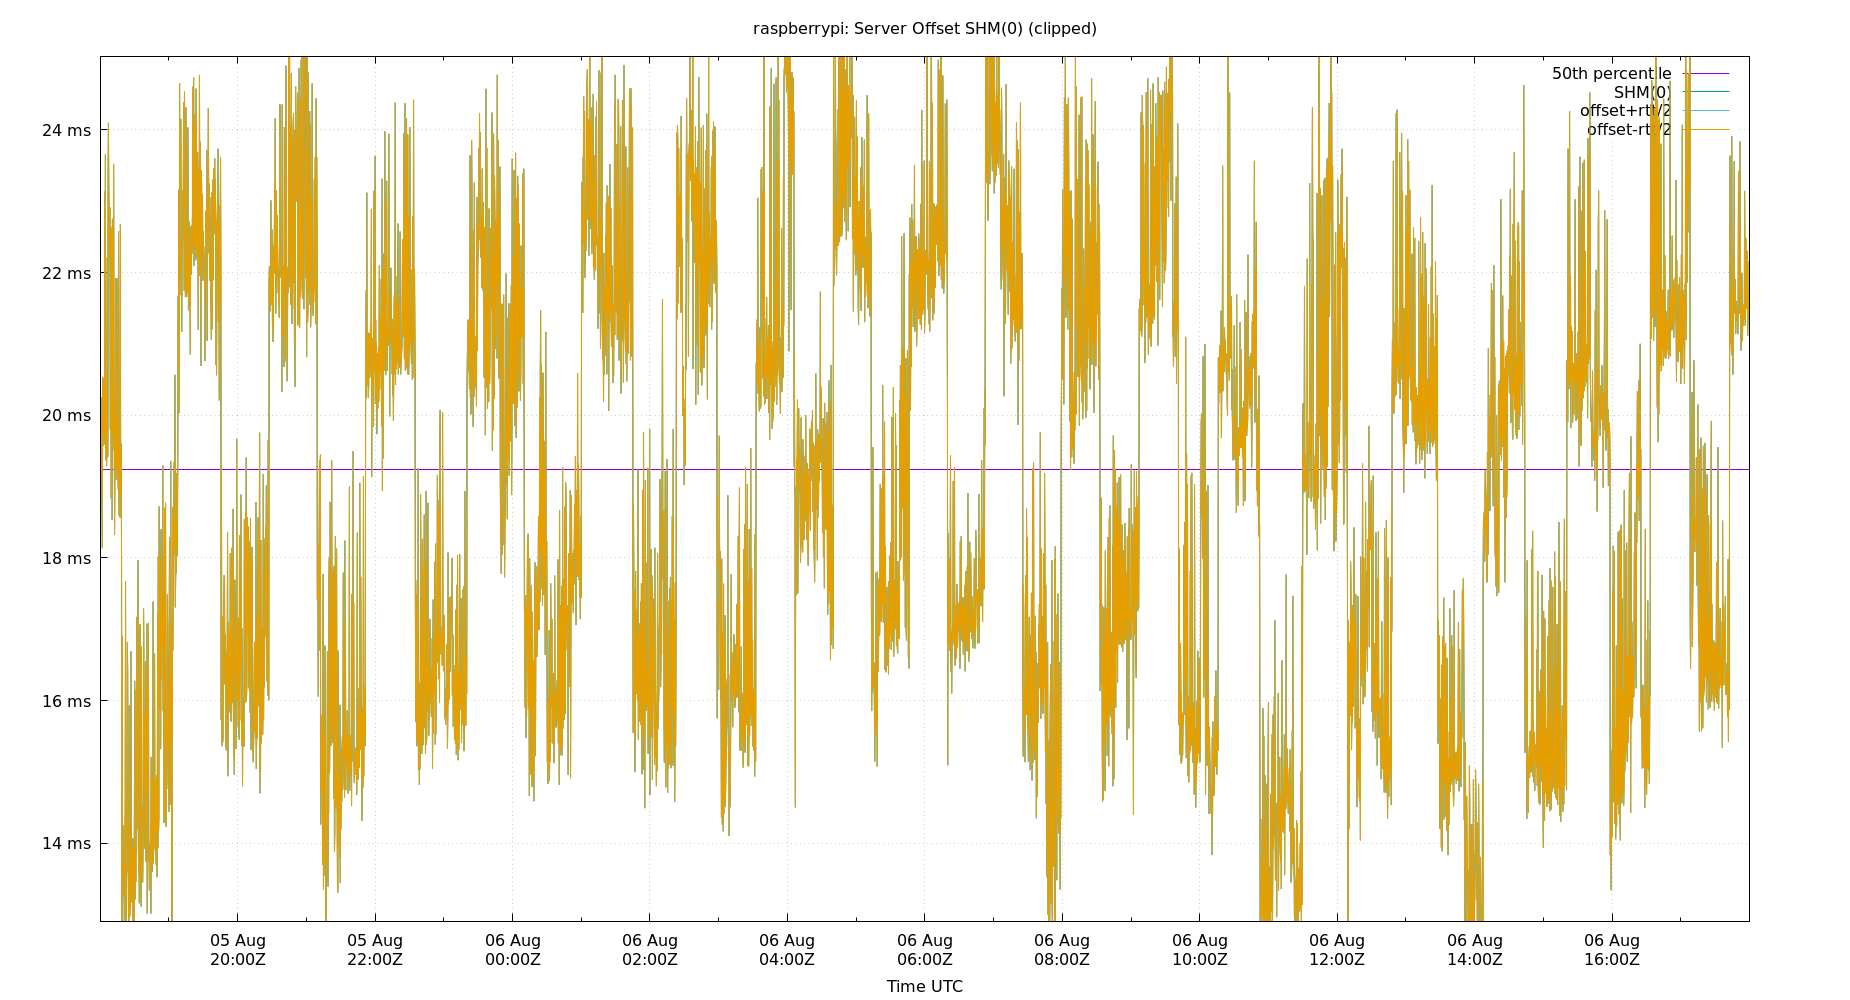 raspberrypi: Server Offset SHM(0) (clipped)
50th percentile
SHM(0)
offset+rtt/2
offset-rtt/2
24 ms
22 ms
20 ms
18 ms
16 ms
14 ms
05 Aug 05 Aug 06 Aug 06 Aug 06 Aug 06 Aug 06 Aug 06 Aug 06 Aug 06 Aug 06 Aug
20:00Z 22:00Z 00:00Z 02:00Z 04:00Z 06:00Z 08:00Z 10:00Z 12:00Z 14:00Z 16:00Z
Time UTC